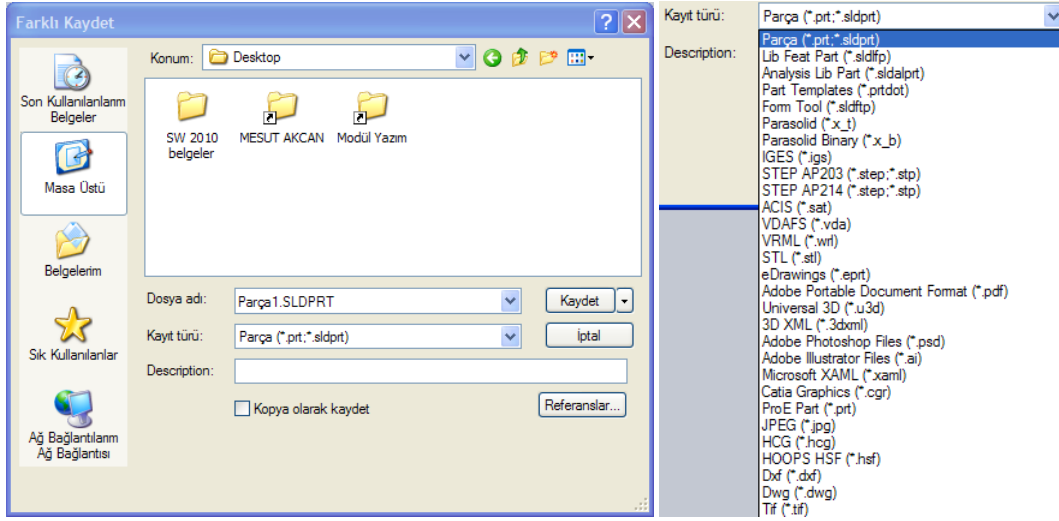 Farklı Kaydet
Konum:
Desktop
Son Kullanılanlarım
Belgeler
Masa Üstü
Belgelerim
Sık Kullanılanlar
Ağ Bağlantılarım
Ağ Bağlantısı
SW 2010
belgeler
MESUT AKCAN
Modül Yazım
Dosya adı:
Parça1.SLDPRT
Kaydet
Kayıt türü:
Parça (*.prt;*.sldprt)
İptal
Description:
Kopya olarak kaydet
Referanslar...
Kayıt türü:
Parça (*.prt;*.sldprt)
Description:
Parça (*.prt;*.sldprt)
Lib Feat Part (*.sldlfp)
Analysis Lib Part (*.sldalprt)
Part Templates (*.prtdot)
Form Tool (*.sldftp)
Parasolid (*.x_t)
Parasolid Binary (*.x_b)
IGES (*.igs)
STEP AP203 (*.step;*.stp)
STEP AP214 (*.step;*.stp)
ACIS (*.sat)
VDAFS (*.vda)
VRML (*.wrl)
STL (*.stl)
eDrawings (*.eprt)
Adobe Portable Document Format (*.pdf)
Universal 3D (*.u3d)
3D XML (*.3dxml)
Adobe Photoshop Files (*.psd)
Adobe Illustrator Files (*.ai)
Microsoft XAML (*.xaml)
Catia Graphics (*.cgr)
ProE Part (*.prt)
JPEG (*.jpg)
HCG (*.hcg)
HOOPS HSF (*.hsf)
Dxf (*.dxf)
Dwg (*.dwg)
Tif (*.tif)